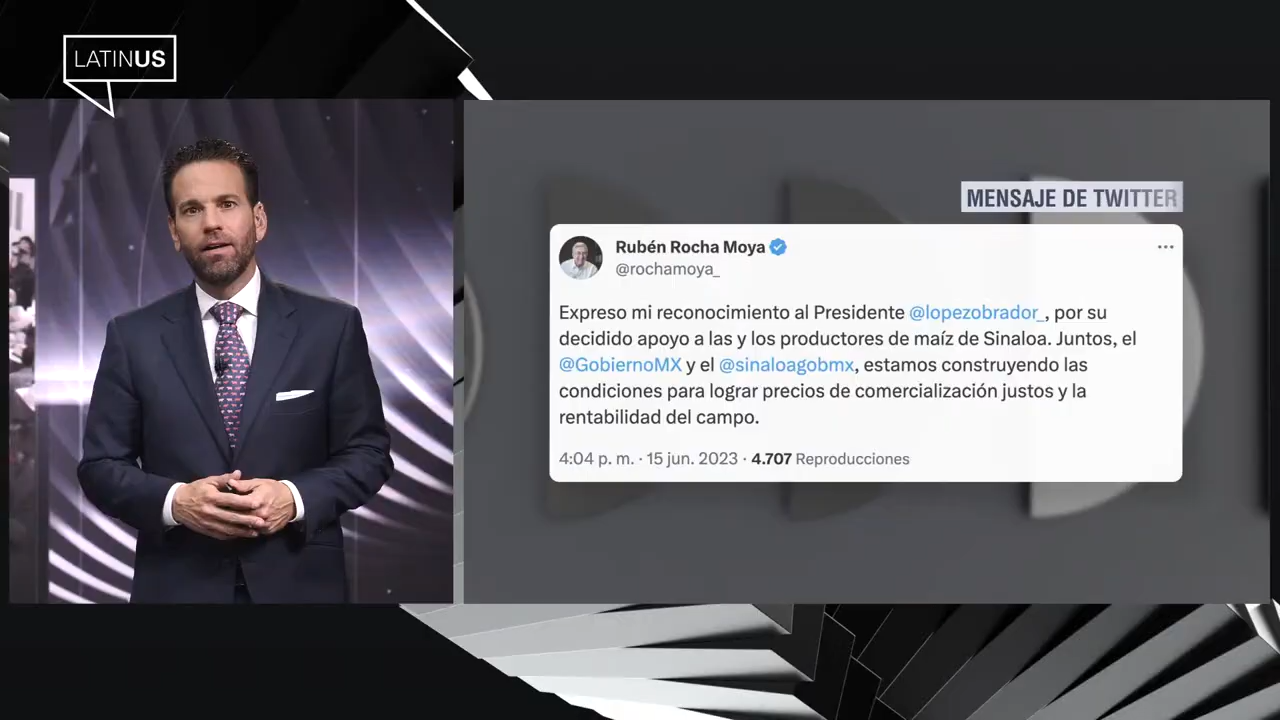 LATINUS
MENSAJE DE TWITTER
Rubén Rocha Moya
@rochamoya_
Expreso mi reconocimiento al Presidente @lopezobrador_, por su
decidido apoyo a las y los productores de maíz de Sinaloa. Juntos, el
@GobiernoMX y el @sinaloagobmx, estamos construyendo las
condiciones para lograr precios de comercialización justos y la
rentabilidad del campo.
4:04 p. m. · 15 jun. 2023 · 4.707 Reproducciones